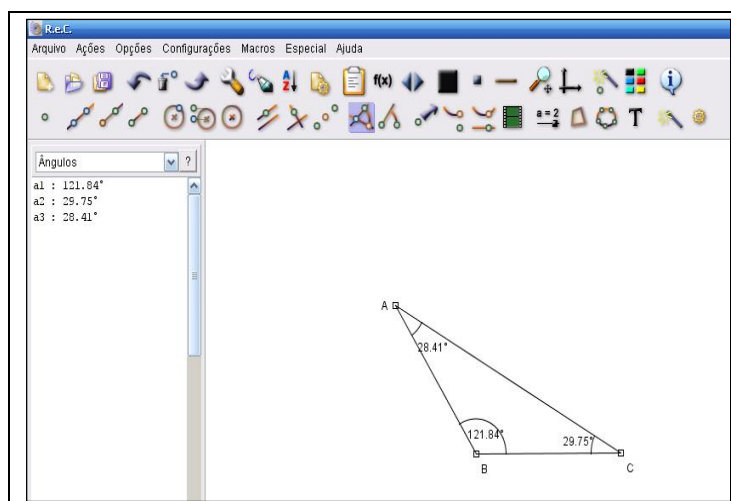 R.e.C.
Arquivo Ações Opções Configurações Macros Especial Ajuda
f(x)
a = 2
T
Ângulos
?
a1 : 121.84°
a2 : 29.75°
a3 : 28.41°
A
28.41°
121.84°
29.75°
B
C